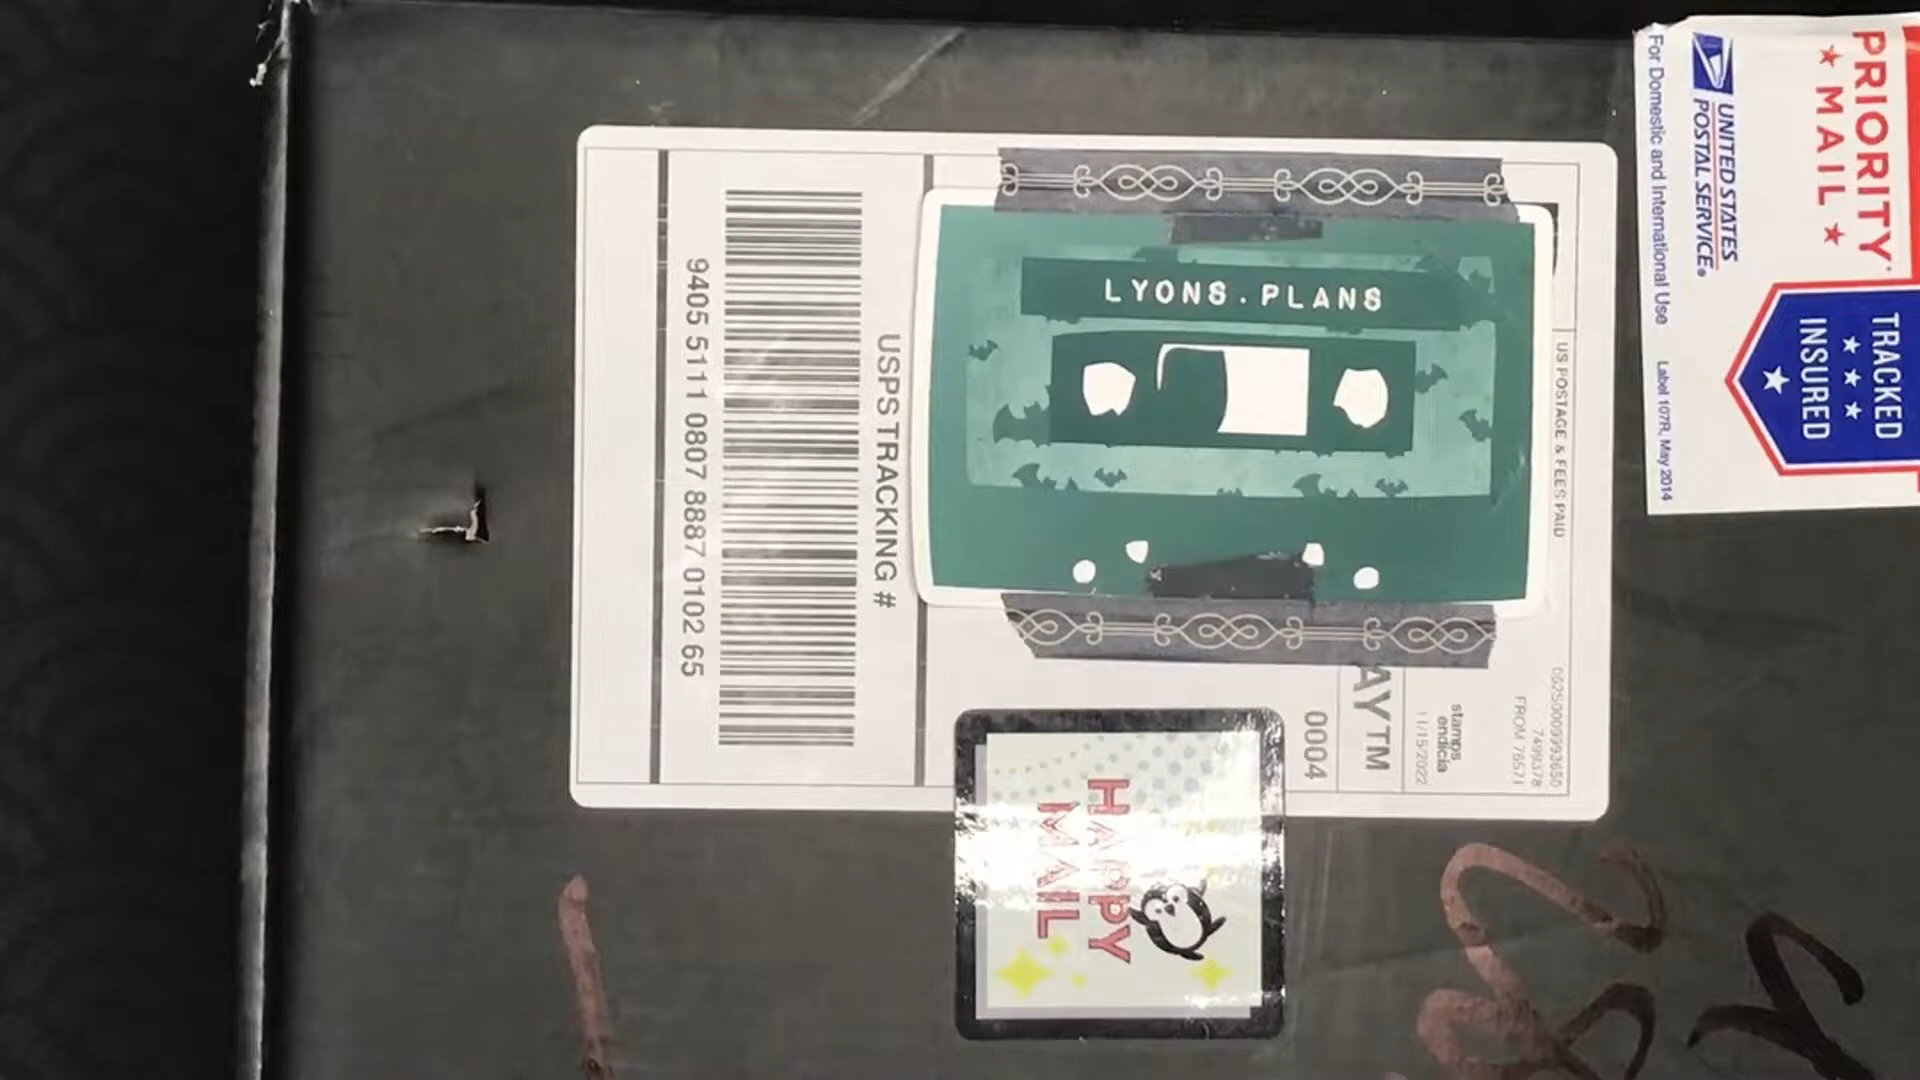 PRIORITY
★ MAIL ★
UNITED STATES
POSTAL SERVICE®
For Domestic and International Use
Label 107R, May 2014
TRACKED
★ ★ ★
INSURED
★
US POSTAGE & FEES PAID
7499378
FROM 76571
stamps
endicia
11/15/2022
AY TM
0004
LYONS.PLANS
USPS TRACKING #
9405 5111 0807 8887 0102 65
HAPPY
MAIL